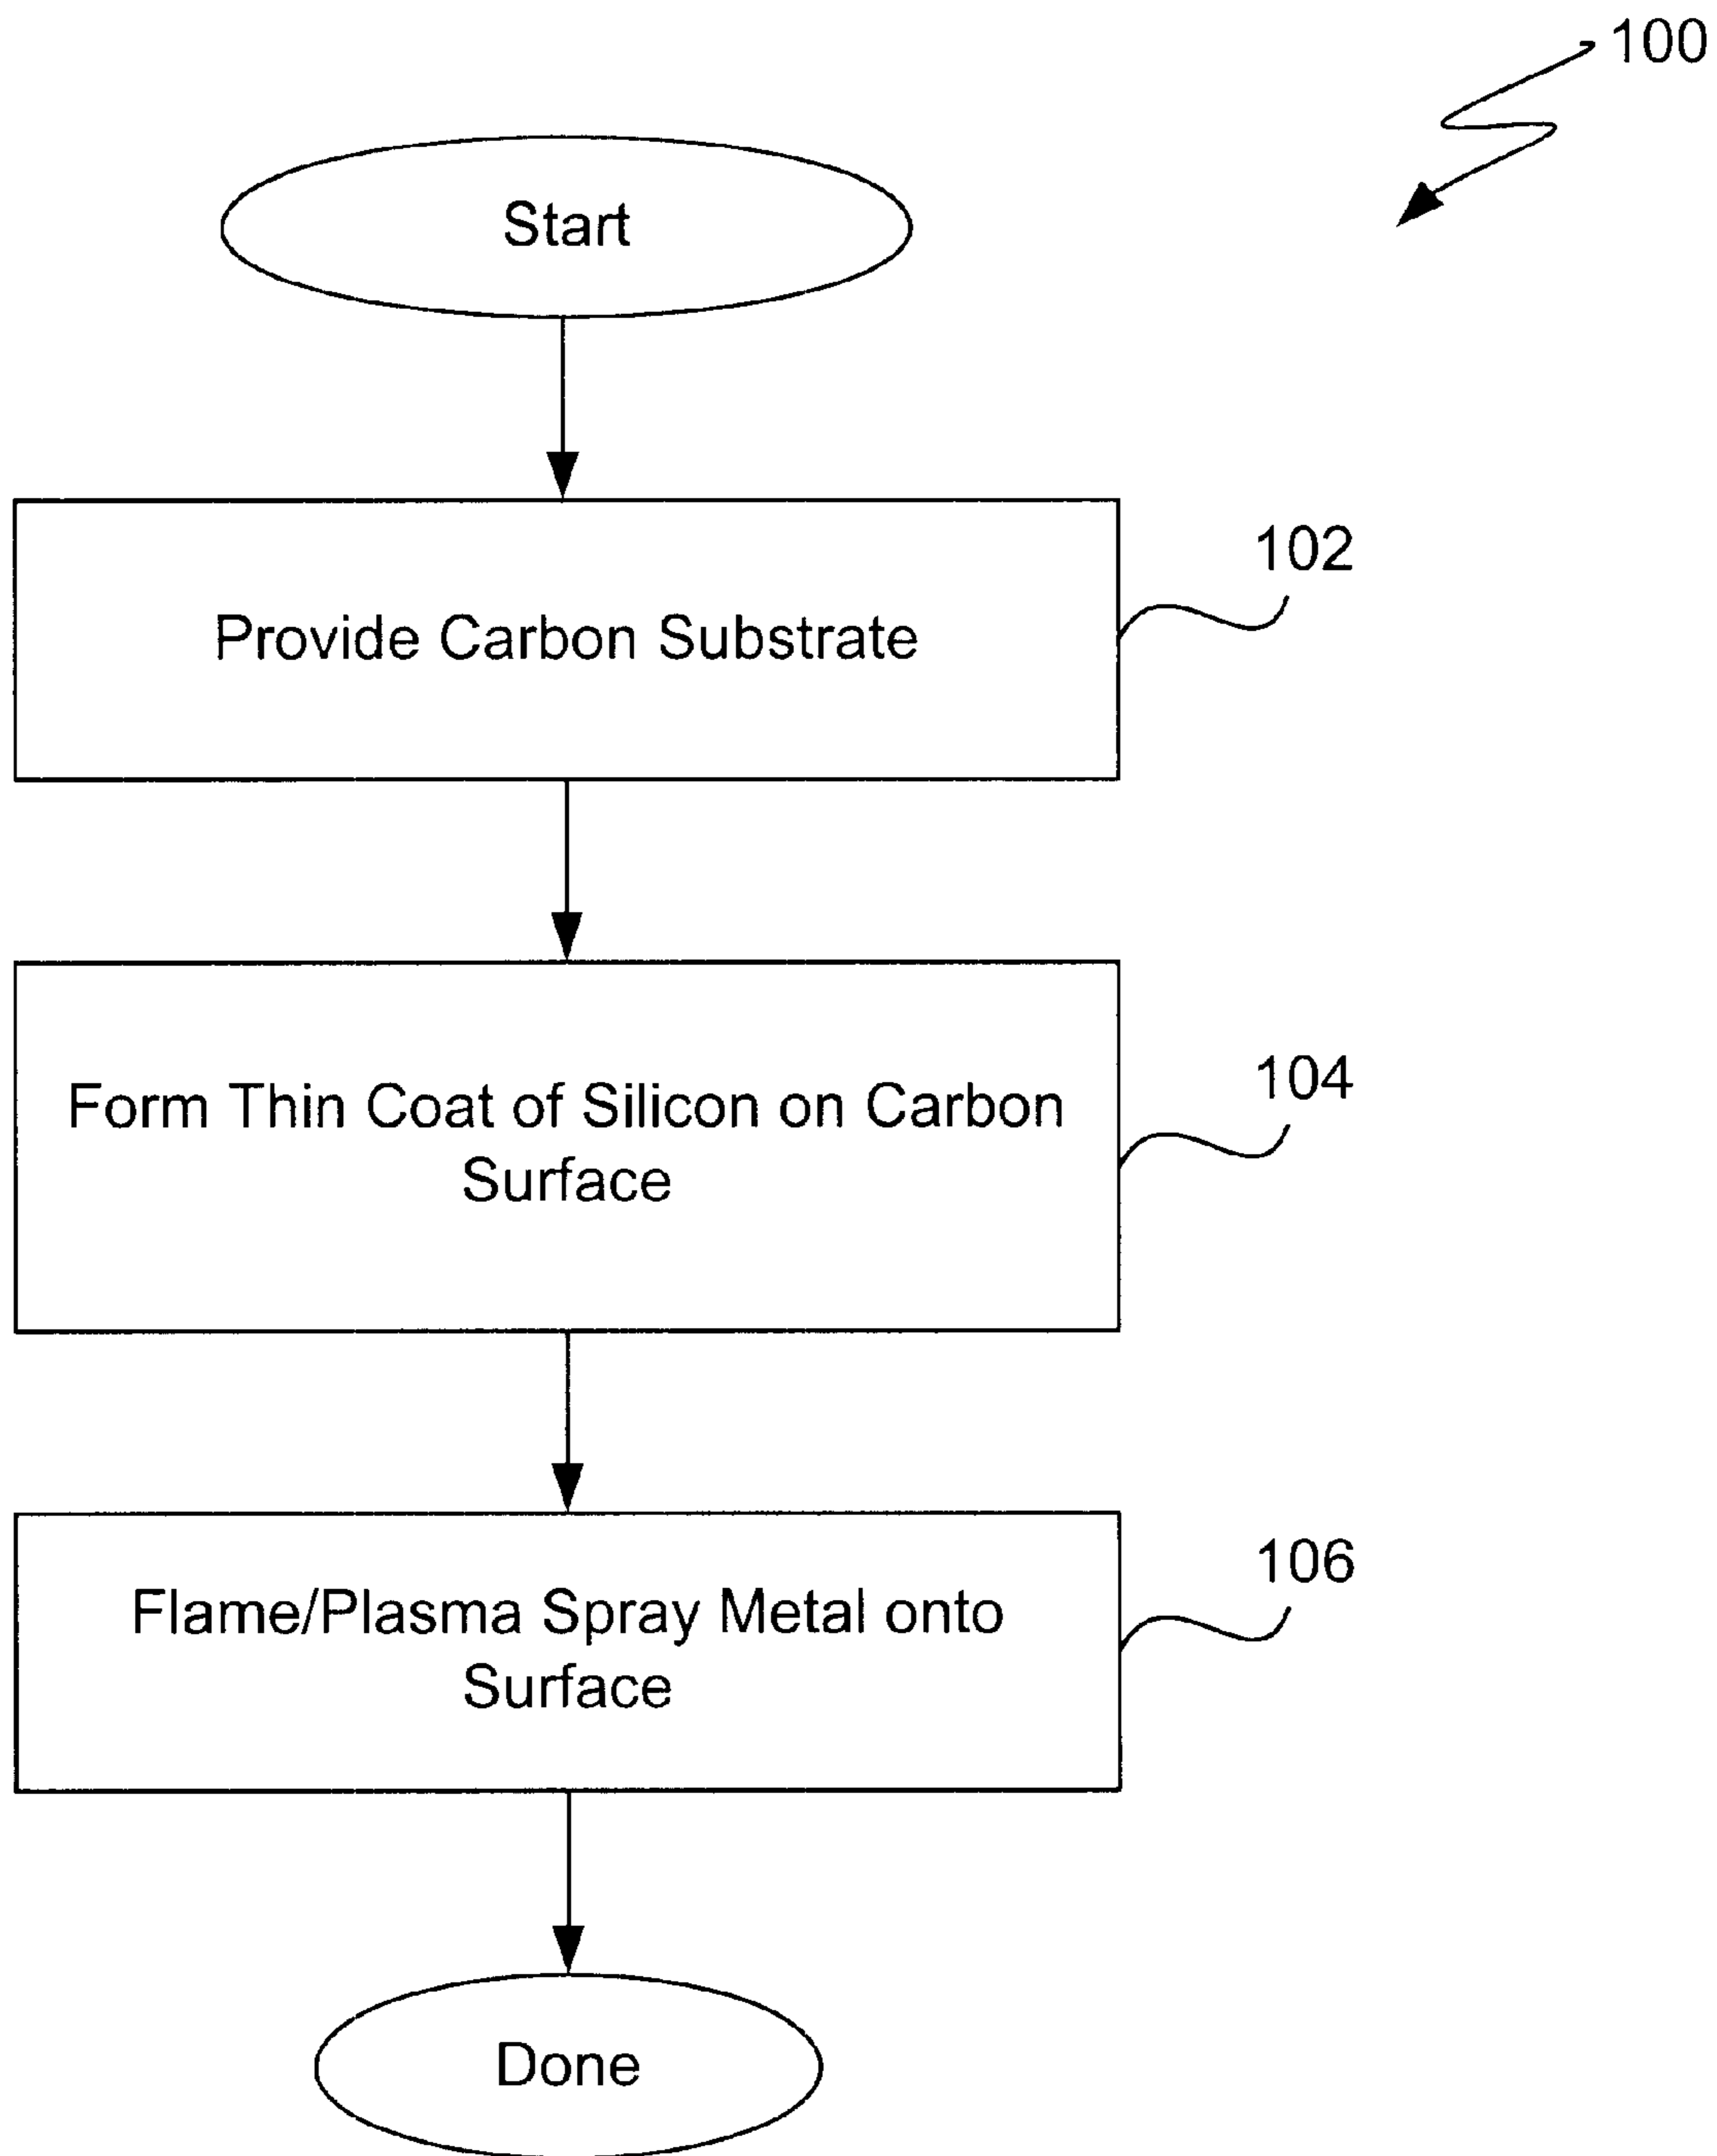 100
Start
Provide Carbon Substrate
102
Form Thin Coat of Silicon on Carbon
Surface
104
Flame/Plasma Spray Metal onto
Surface
106
Done